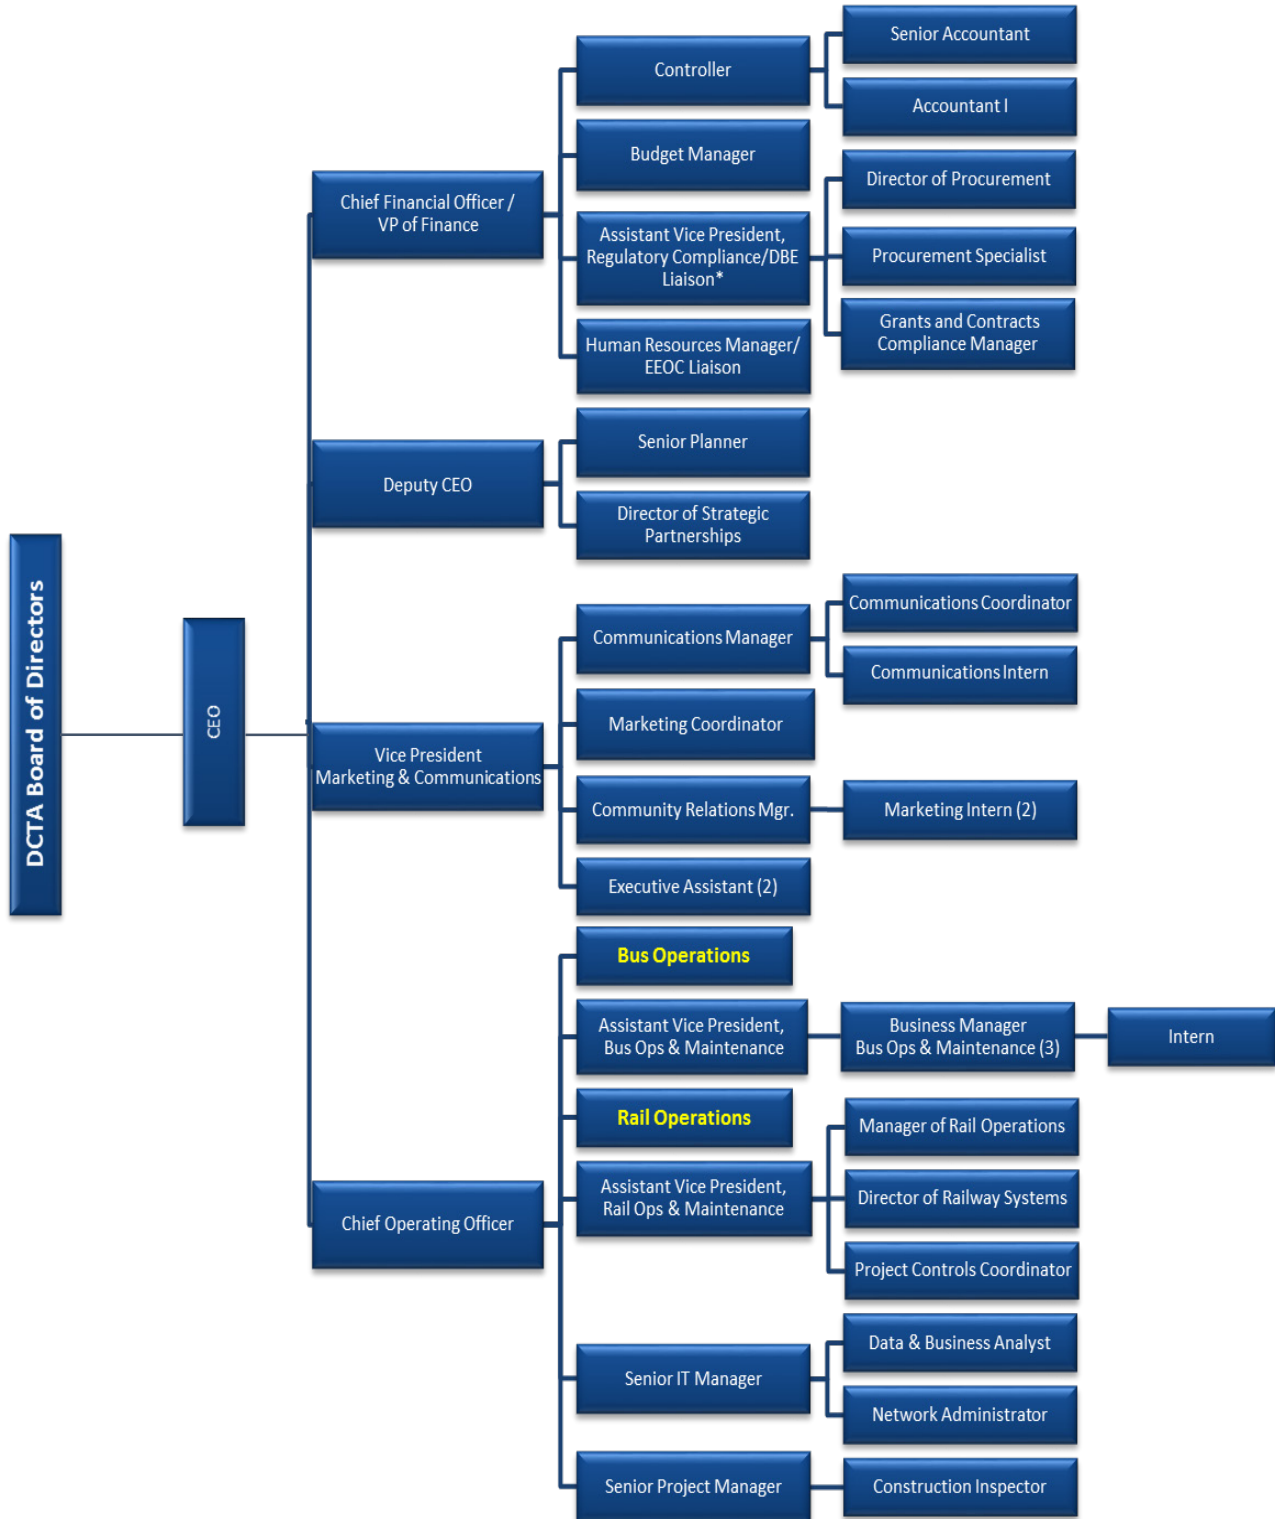 DCTA Board of Directors
CEO
Chief Financial Officer /
VP of Finance
Controller
Senior Accountant
Accountant I
Budget Manager
Assistant Vice President,
Regulatory Compliance/DBE
Liaison*
Director of Procurement
Procurement Specialist
Grants and Contracts
Compliance Manager
Human Resources Manager/
EEOC Liaison
Deputy CEO
Senior Planner
Director of Strategic
Partnerships
Vice President
Marketing & Communications
Communications Manager
Communications Coordinator
Communications Intern
Marketing Coordinator
Community Relations Mgr.
Marketing Intern (2)
Executive Assistant (2)
Chief Operating Officer
Bus Operations
Assistant Vice President,
Bus Ops & Maintenance
Business Manager
Bus Ops & Maintenance (3)
Intern
Rail Operations
Assistant Vice President,
Rail Ops & Maintenance
Manager of Rail Operations
Director of Railway Systems
Project Controls Coordinator
Senior IT Manager
Data & Business Analyst
Network Administrator
Senior Project Manager
Construction Inspector